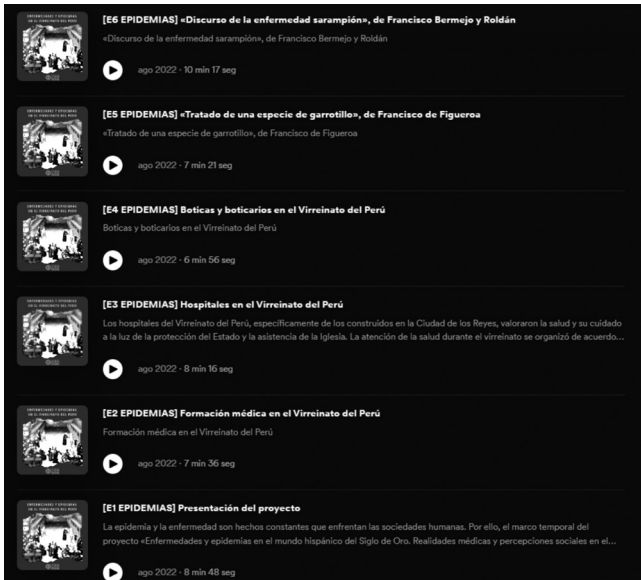 [E6 EPIDEMIAS] «Discurso de la enfermedad sarampión», de Francisco Bermejo y Roldán
«Discurso de la enfermedad sarampión», de Francisco Bermejo y Roldán
ago 2022 · 10 min 17 seg
[E5 EPIDEMIAS] «Tratado de una especie de garrotillo», de Francisco de Figueroa
«Tratado de una especie de garrotillo», de Francisco de Figueroa
ago 2022 · 7 min 21 seg
[E4 EPIDEMIAS] Boticas y boticarios en el Virreinato del Perú
Boticas y boticarios en el Virreinato del Perú
ago 2022 · 6 min 56 seg
[E3 EPIDEMIAS] Hospitales en el Virreinato del Perú
Los hospitales del Virreinato del Perú, específicamente de los construidos en la Ciudad de los Reyes, valoraron la salud y su cuidado
a la luz de la protección del Estado y la asistencia de la Iglesia. La atención de la salud durante el virreinato se organizó de acuerdo...
ago 2022 · 8 min 16 seg
[E2 EPIDEMIAS] Formación médica en el Virreinato del Perú
Formación médica en el Virreinato del Perú
ago 2022 · 7 min 36 seg
[E1 EPIDEMIAS] Presentación del proyecto
La epidemia y la enfermedad son hechos constantes que enfrentan las sociedades humanas. Por ello, el marco temporal del
proyecto «Enfermedades y epidemias en el mundo hispánico del Siglo de Oro. Realidades médicas y percepciones sociales en el...
ago 2022 · 8 min 48 seg